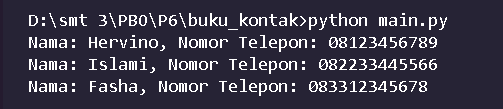 D:\smt 3\PBO\P6\buku_kontak>python main.py
Nama: Hervino, Nomor Telepon: 08123456789
Nama: Islami, Nomor Telepon: 082233445566
Nama: Fasha, Nomor Telepon: 083312345678